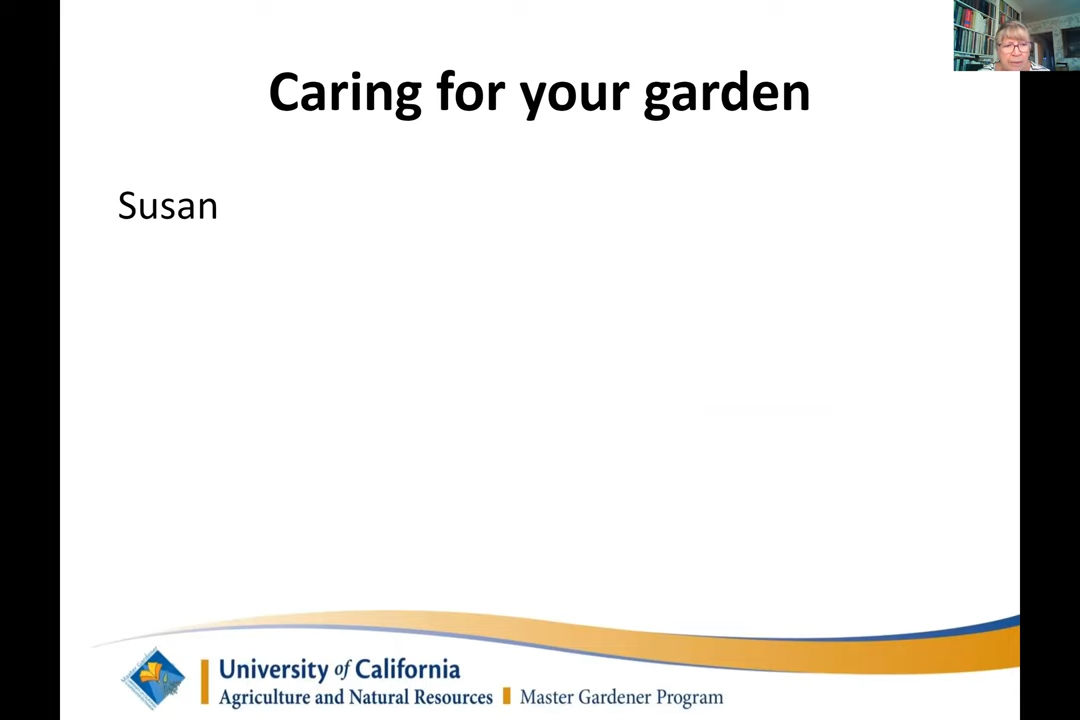 Caring for your garden
Susan
University of California
Agriculture and Natural Resources Master Gardener Program